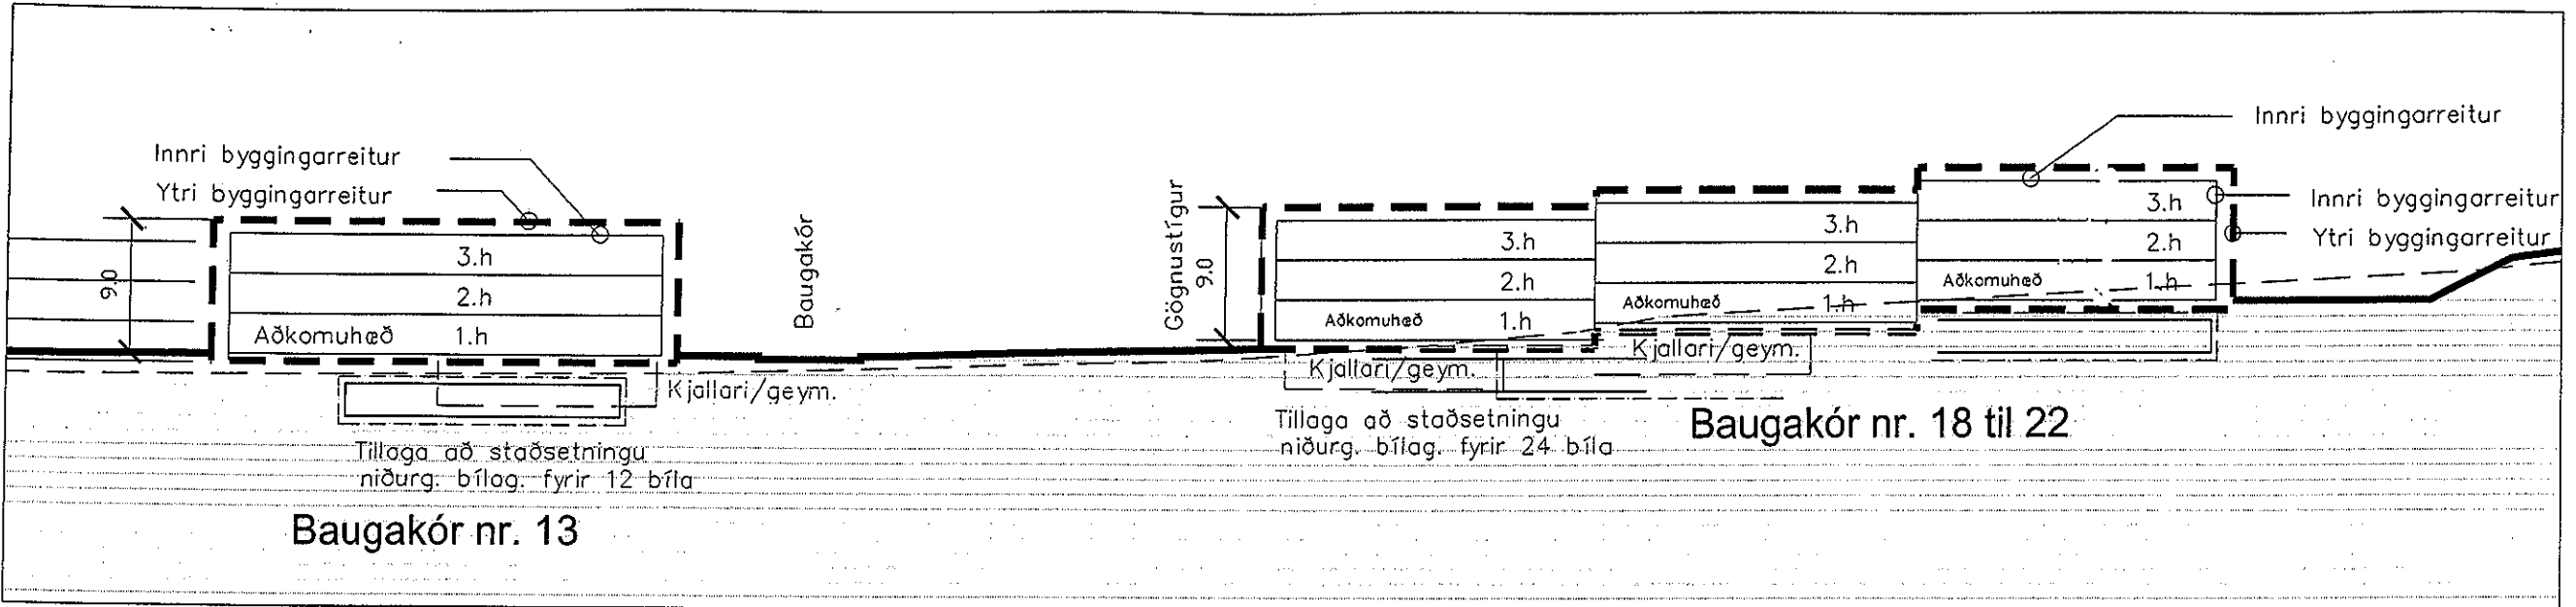 Innri byggingarreitur
Ytri byggingarreitur
9.0
3.h
2.h
Aðkomuhæð 1.h
Kjallari/geym.
Tillaga að staðsetningu
niðurg. bílag. fyrir 12 bíla
Baugakór nr. 13
Baugakór
Gögnustígur
9.0
3.h
2.h
Aðkomuhæð 1.h
Kjallari/geym.
Tillaga að staðsetningu
niðurg. bílag. fyrir 24 bíla
3.h
2.h
Aðkomuhæð 1.h
Kjallari/geym.
Baugakór nr. 18 til 22
3.h
2.h
Aðkomuhæð 1.h
Innri byggingarreitur
Innri byggingarreitur
Ytri byggingarreitur